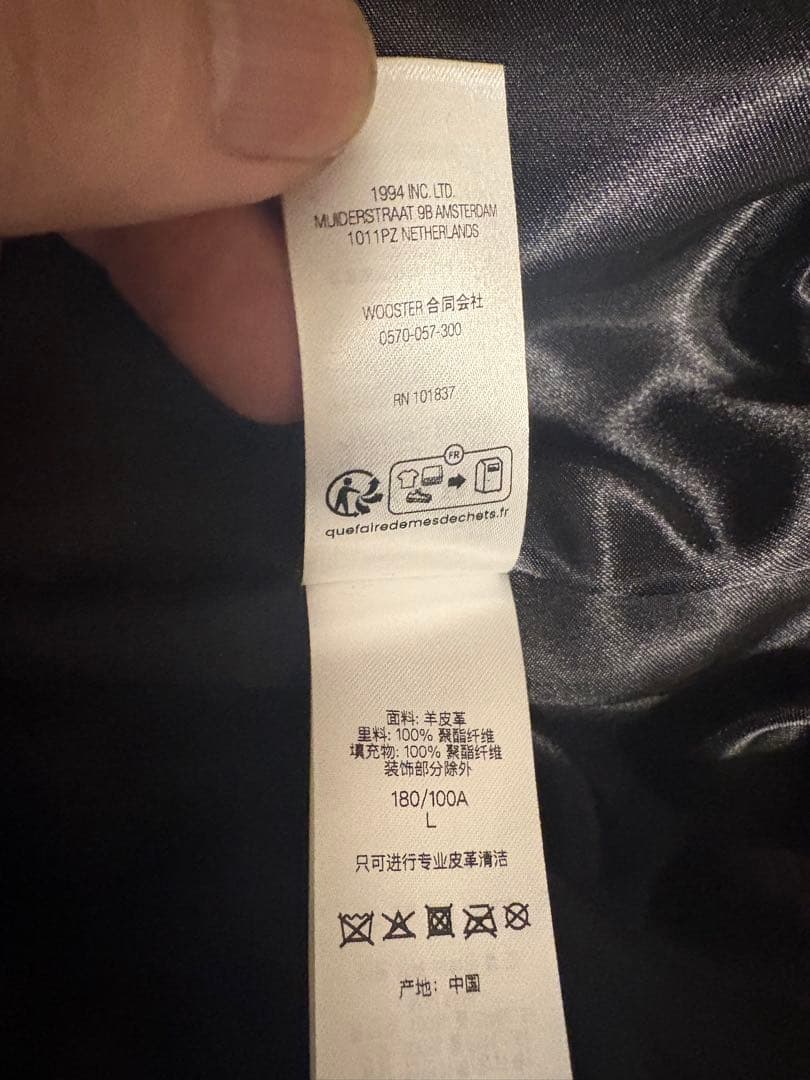 1994 INC. LTD.
MUIDERSTRAAT 9B AMSTERDAM
1011PZ NETHERLANDS
WOOSTER 合同会社
0570-057-300
RN 101837
FR
quefairedemesdechets.fr
面料: 羊皮革
里料: 100% 聚酯纤维
填充物: 100% 聚酯纤维
装饰部分除外
180/100A
L
只可进行专业皮革清洁
产地: 中国